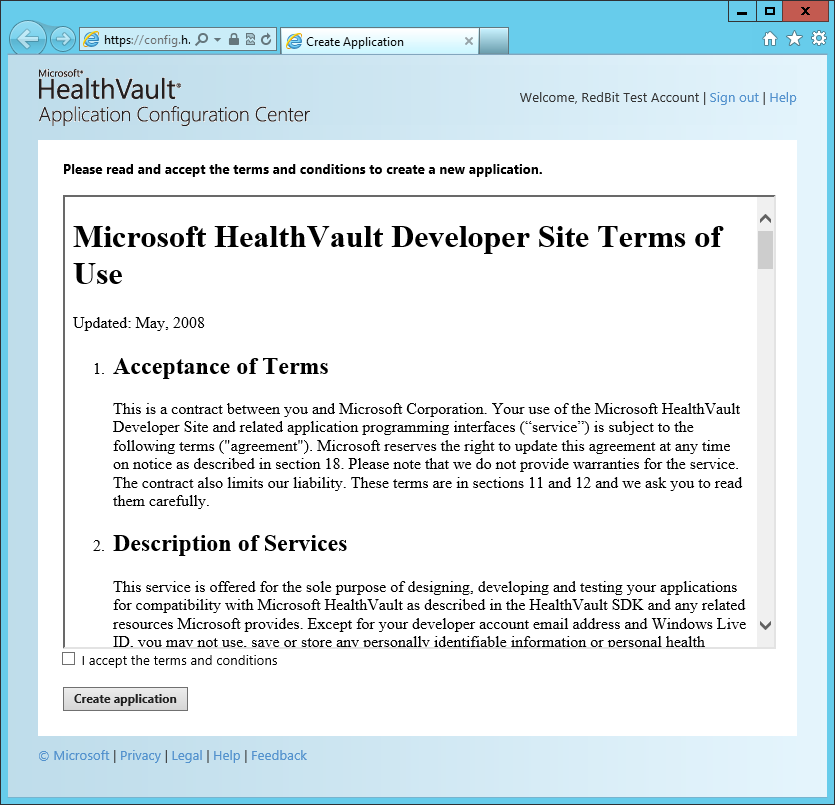 https://config.h.
Create Application
Microsoft®
HealthVault®
Application Configuration Center
Welcome, RedBit Test Account | Sign out | Help
Please read and accept the terms and conditions to create a new application.
Microsoft HealthVault Developer Site Terms of
Use
Updated: May, 2008
1. Acceptance of Terms
This is a contract between you and Microsoft Corporation. Your use of the Microsoft HealthVault
Developer Site and related application programming interfaces (“service”) is subject to the
following terms ("agreement"). Microsoft reserves the right to update this agreement at any time
on notice as described in section 18. Please note that we do not provide warranties for the service.
The contract also limits our liability. These terms are in sections 11 and 12 and we ask you to read
them carefully.
2. Description of Services
This service is offered for the sole purpose of designing, developing and testing your applications
for compatibility with Microsoft HealthVault as described in the HealthVault SDK and any related
resources Microsoft provides. Except for your developer account email address and Windows Live
ID, you may not use, save or store any personally identifiable information or personal health
I accept the terms and conditions
Create application
© Microsoft | Privacy | Legal | Help | Feedback